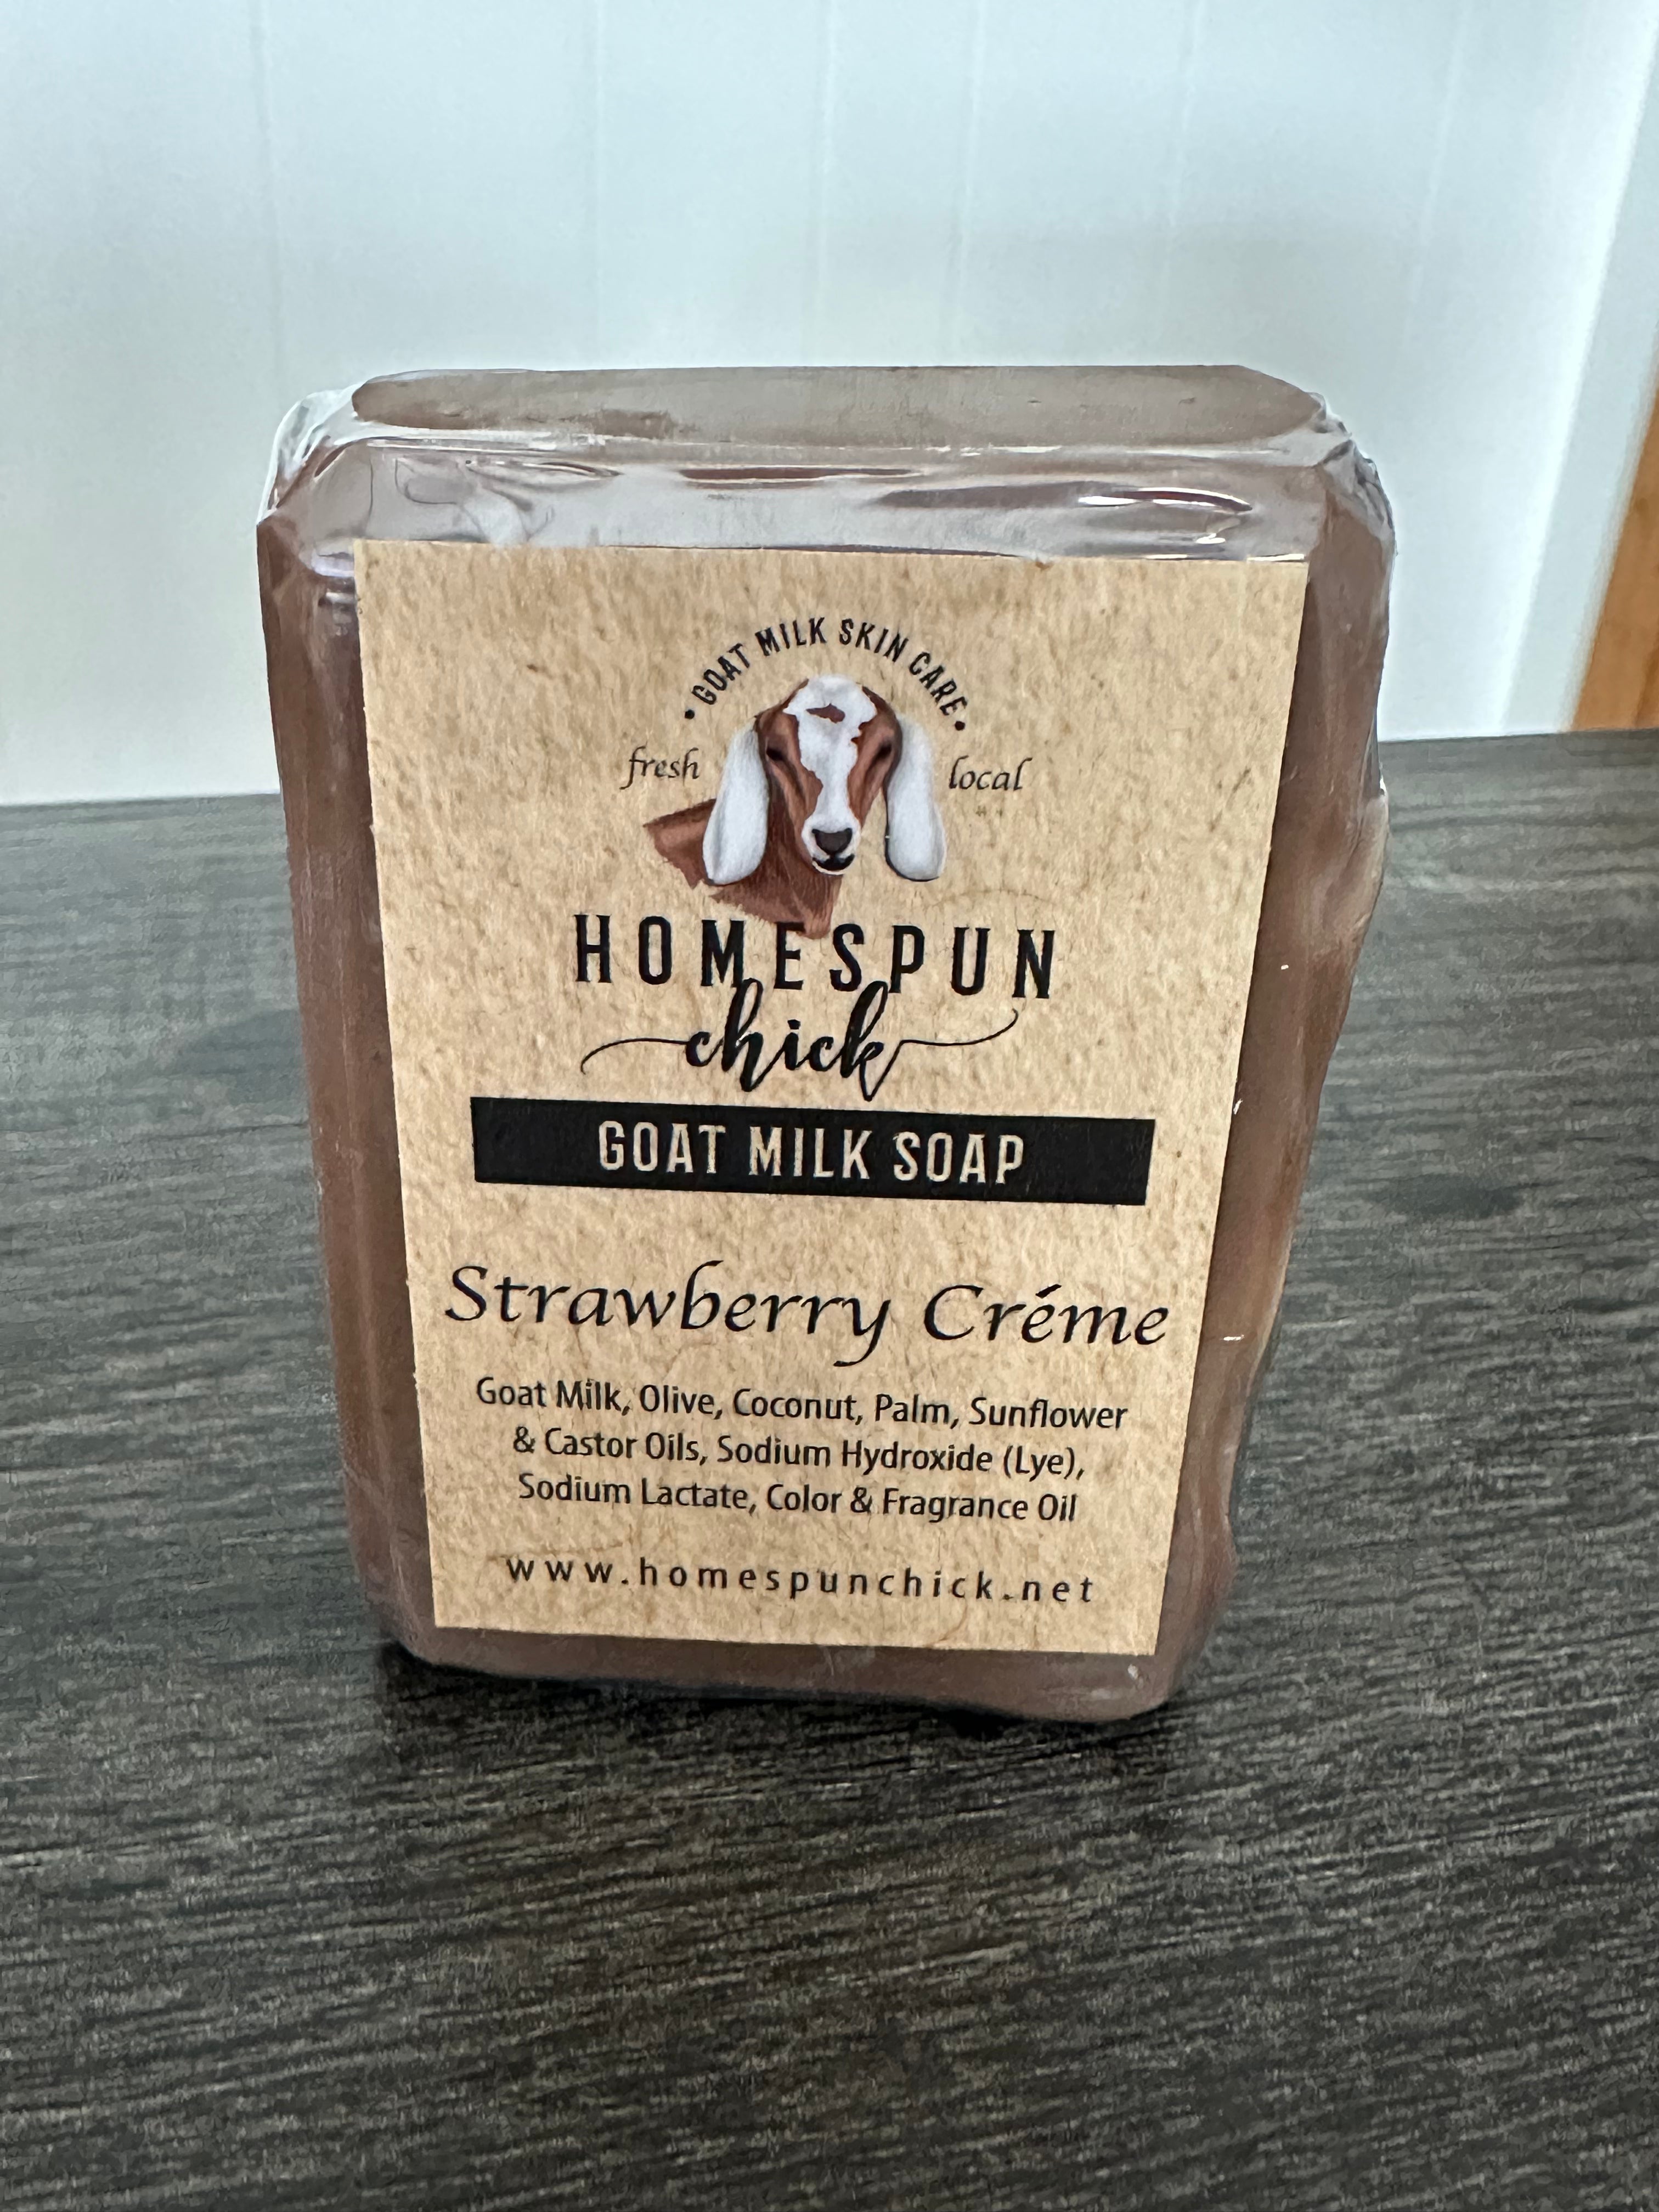 • GOAT MILK SKIN CARE •
fresh local
HOMESPUN
chick
GOAT MILK SOAP
Strawberry Créme
Goat Milk, Olive, Coconut, Palm, Sunflower
& Castor Oils, Sodium Hydroxide (Lye),
Sodium Lactate, Color & Fragrance Oil
www.homespunchick.net